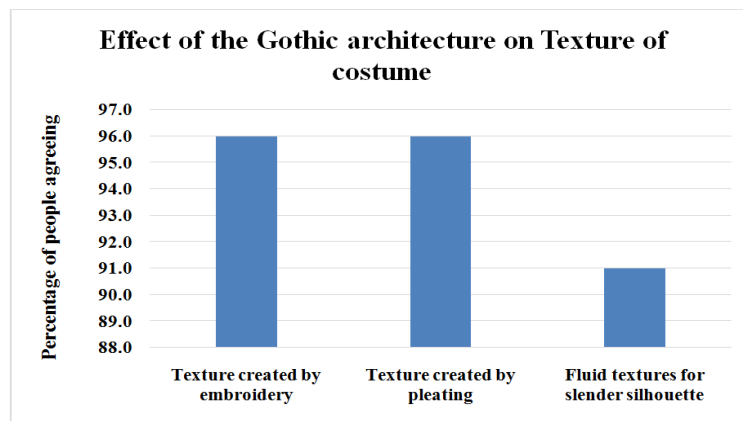 Effect of the Gothic architecture on Texture of
costume
Percentage of people agreeing
97.0
96.0
95.0
94.0
93.0
92.0
91.0
90.0
89.0
88.0
Texture created by
embroidery
Texture created by
pleating
Fluid textures for
slender silhouette